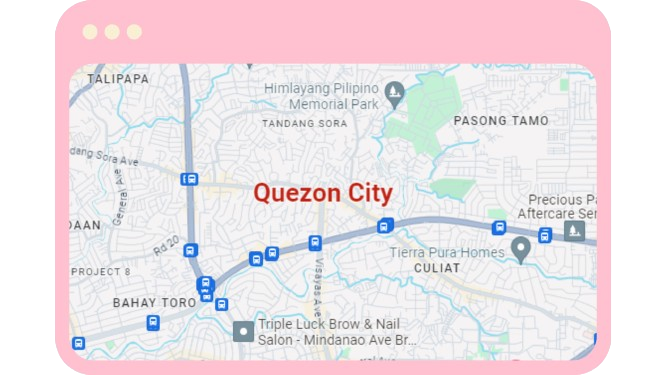 TALIPAPA
Himlayang Pilipino
Memorial Park
TANDANG SORA
PASONG TAMO
dang Sora Ave
General Ave
Quezon City
Precious Pa
Aftercare Ser
DAAN
Rd 20
Tierra Pura Homes
CULIAT
PROJECT 8
Visayas Ave
BAHAY TORO
Triple Luck Brow & Nail
Salon - Mindanao Ave Br...